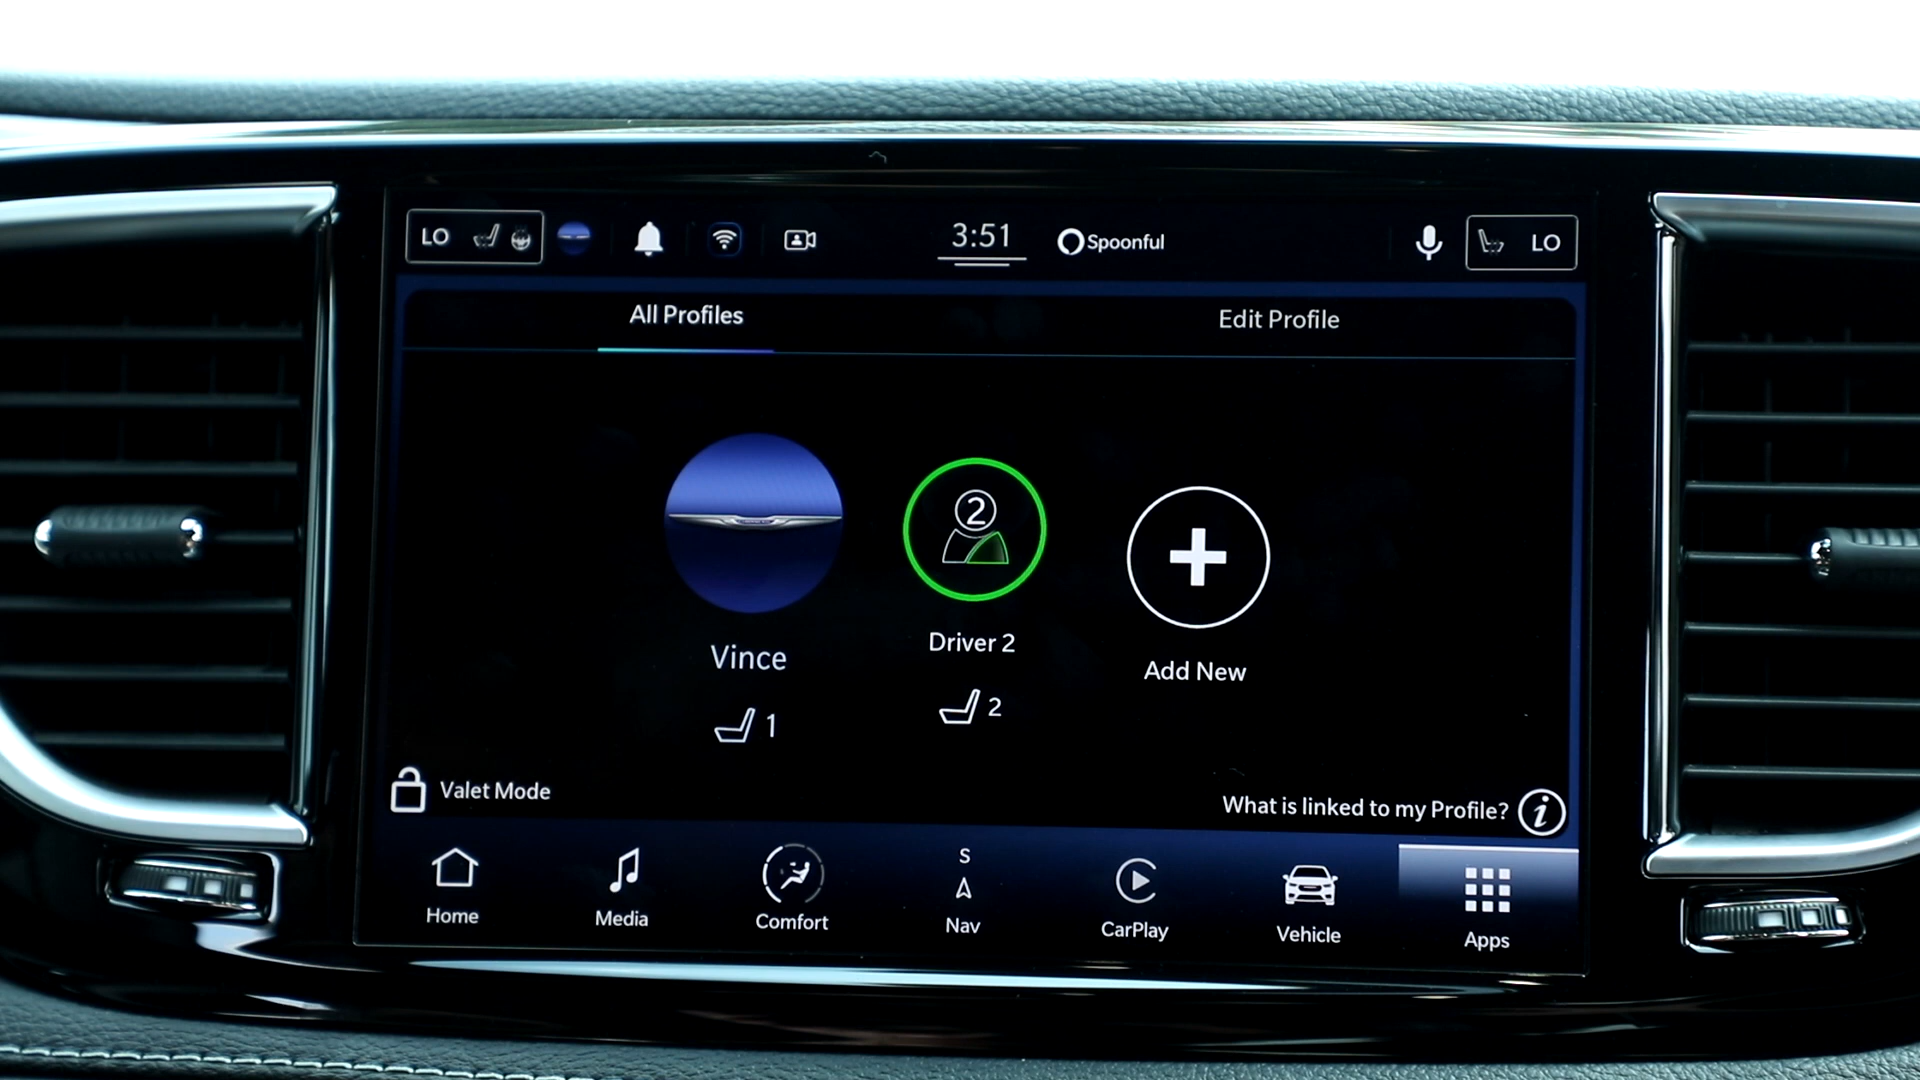 LO
3:51
Spoonful
LO
All Profiles
Edit Profile
2
Vince
Driver 2
Add New
1
2
Valet Mode
What is linked to my Profile?
i
S
Home
Media
Comfort
Nav
CarPlay
Vehicle
Apps